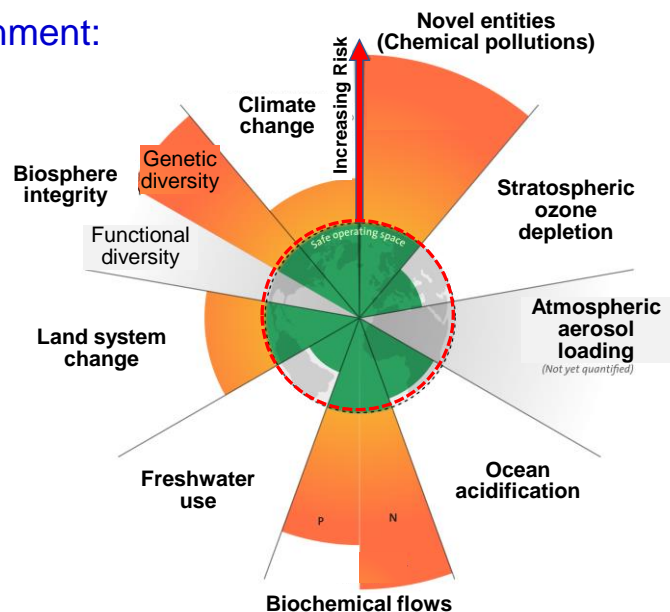 nment:
Novel entities
(Chemical pollutions)
Increasing Risk
Climate
change
Genetic
diversity
Biosphere
integrity
Functional
diversity
Safe operating space
Stratospheric
ozone
depletion
Atmospheric
aerosol
loading
(Not yet quantified)
Land system
change
Freshwater
use
Ocean
acidification
P
N
Biochemical flows